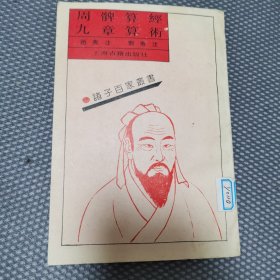 周髀算經
九章算術
趙爽注 劉徽注
上海古籍出版社
諸子百家叢書